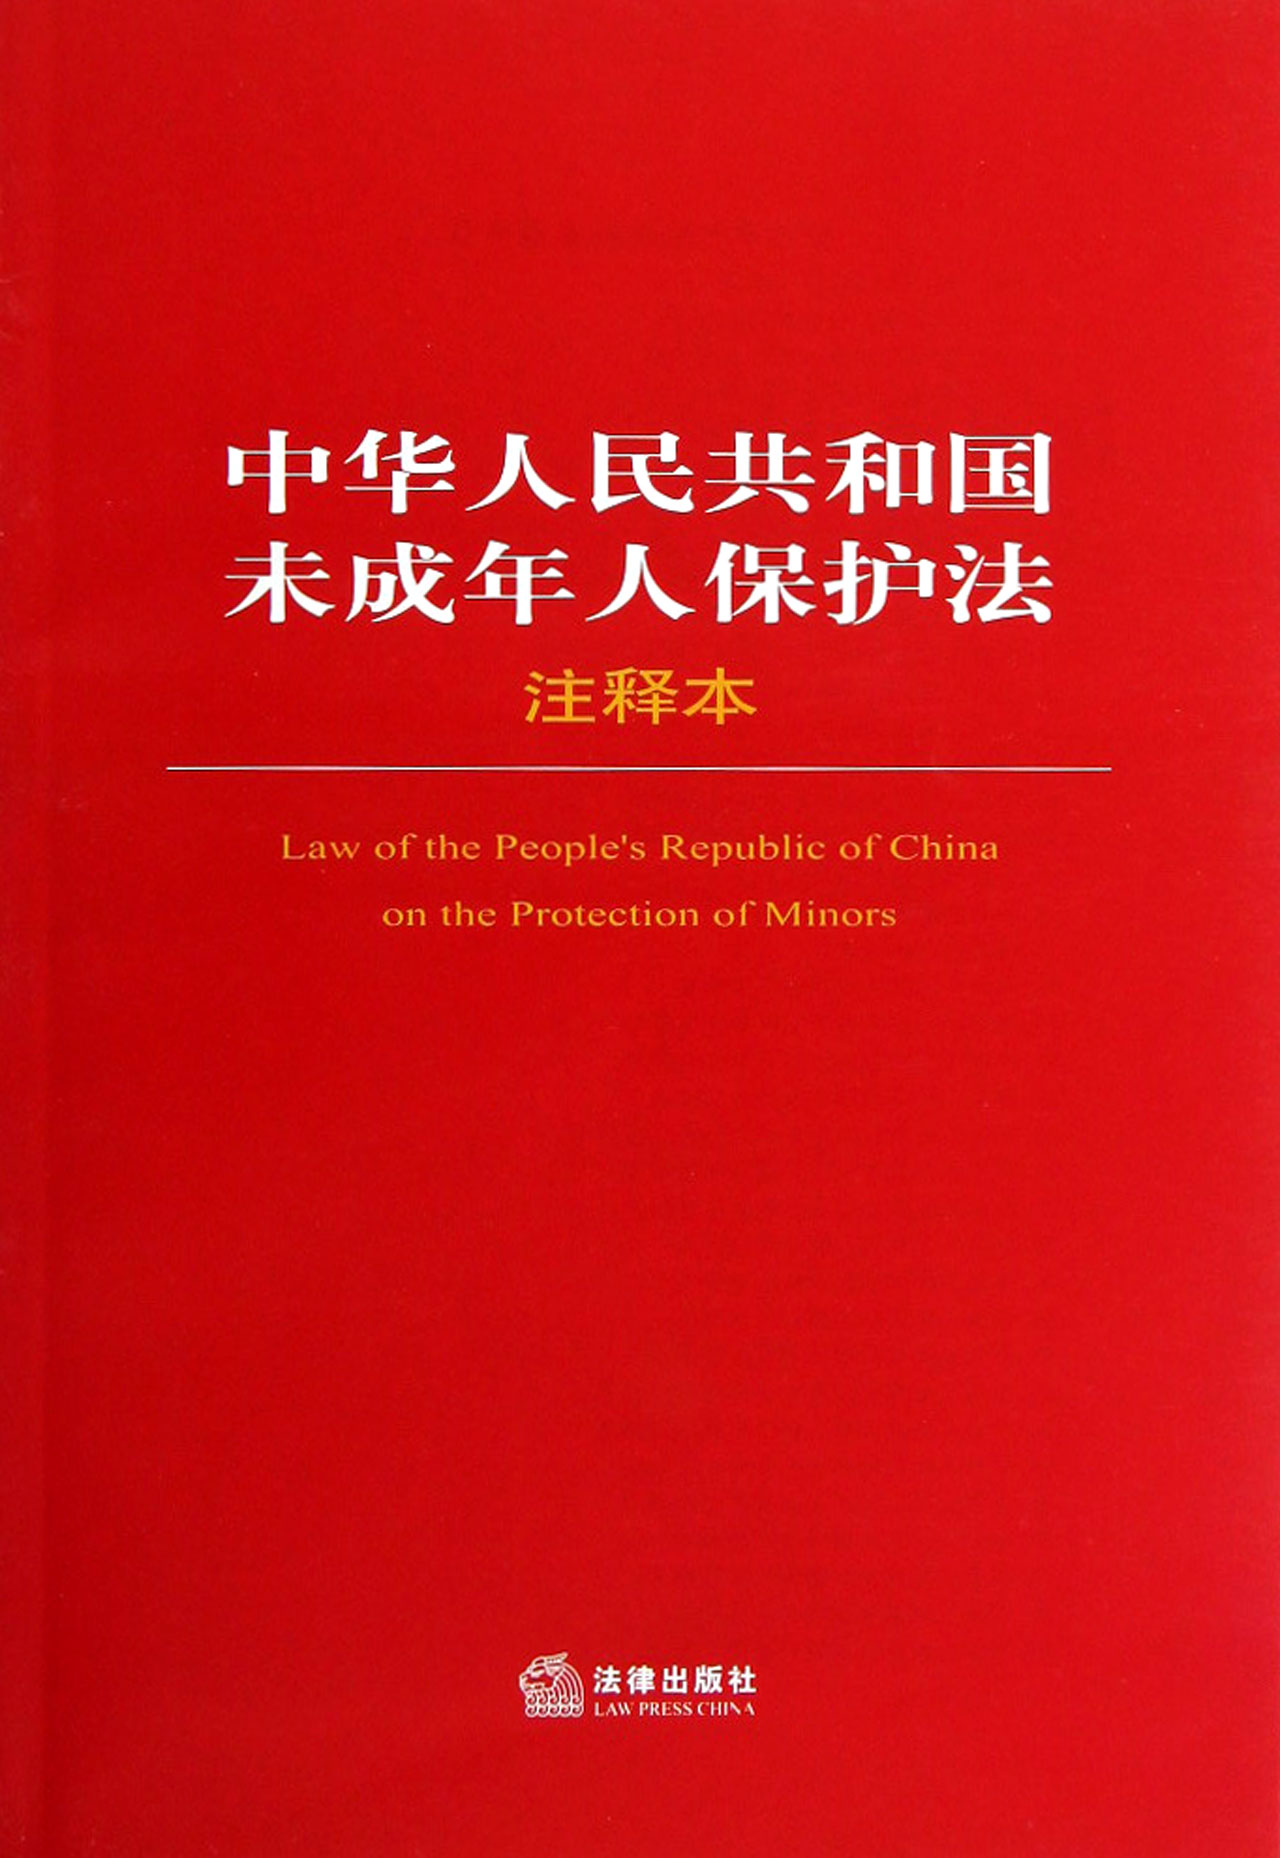 中华人民共和国
未成年人保护法
注释本
Law of the People's Republic of China
on the Protection of Minors
法律出版社
LAW PRESS CHINA